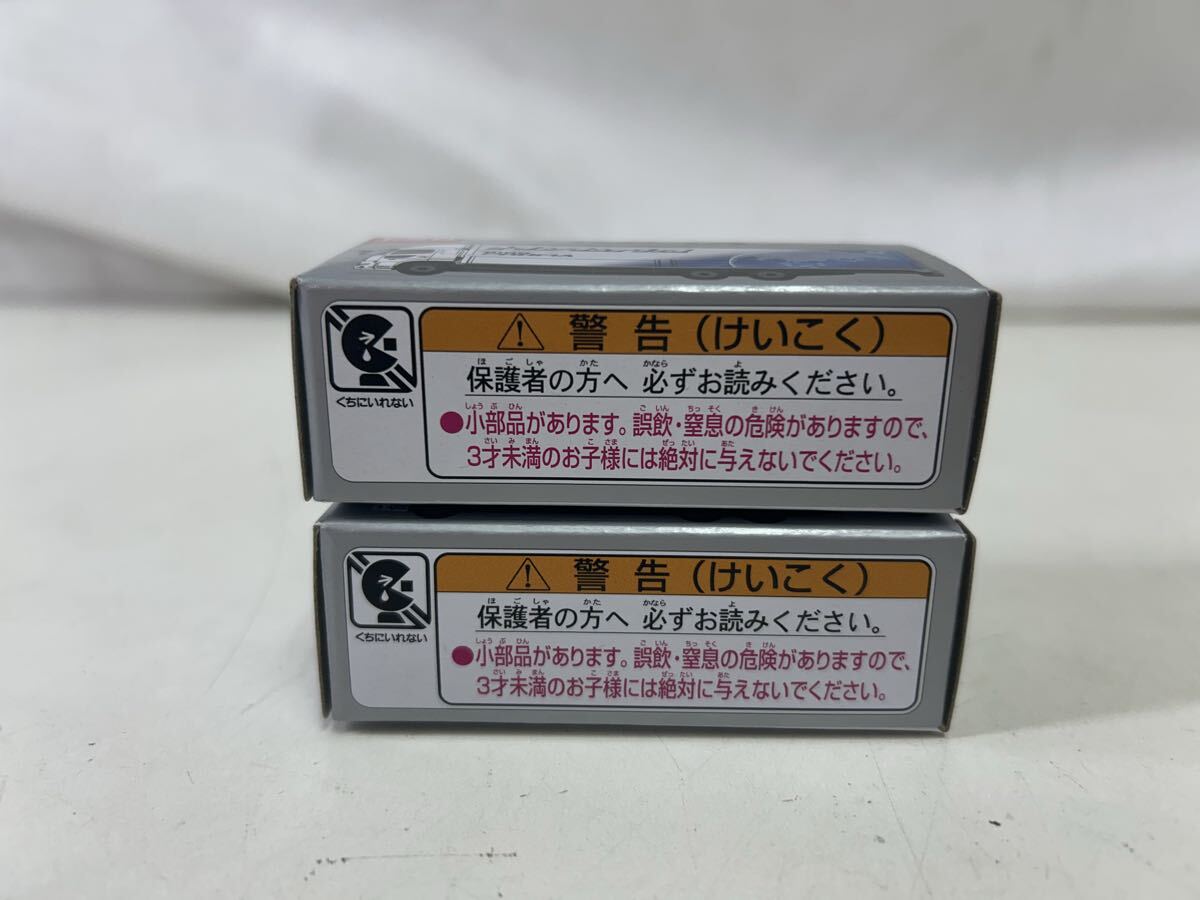 警告(けいこく)
保護者の方へ 必ずお読みください。
●小部品があります。誤飲・窒息の危険がありますので、
3才未満のお子様には絶対に与えないでください。
くちにいれない
警告(けいこく)
保護者の方へ 必ずお読みください。
●小部品があります。誤飲・窒息の危険がありますので、
3才未満のお子様には絶対に与えないでください。
くちにいれない